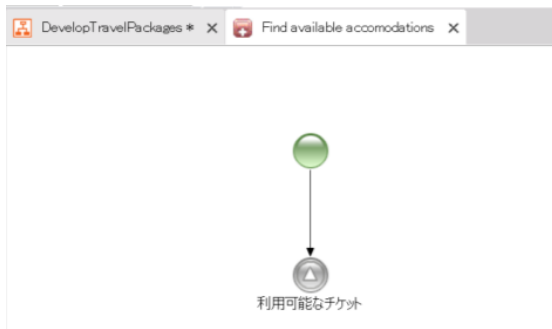 DevelopTravelPackages *
Find available accomodations
利用可能なチケット